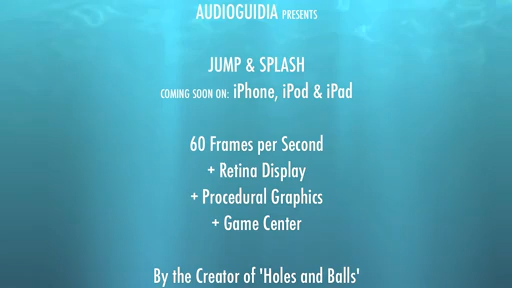 AUDIOGUIDIA PRESENTS
JUMP & SPLASH
COMING SOON ON: iPhone, iPod & iPad
60 Frames per Second
+ Retina Display
+ Procedural Graphics
+ Game Center
By the Creator of 'Holes and Balls'